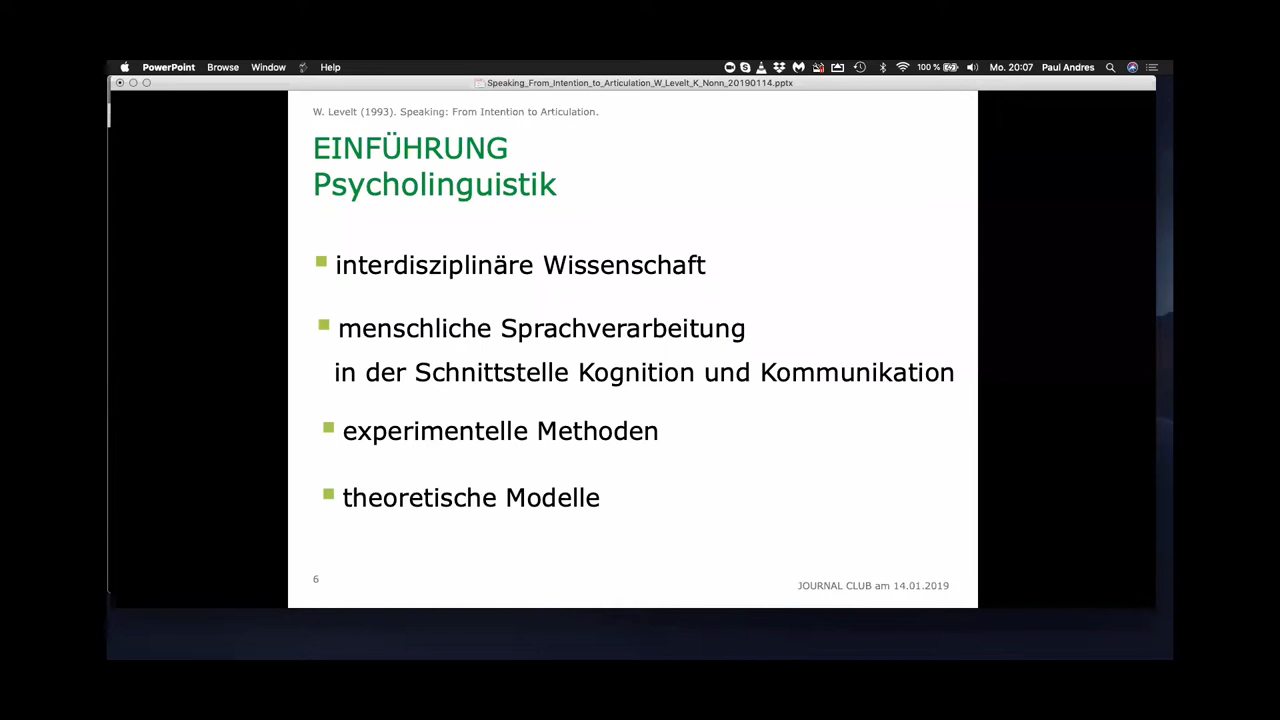 PowerPoint Browse Window Help
100 % Mo. 20:07 Paul Andres
Speaking_From_Intention_to_Articulation_W_Levelt_K_Nonn_20190114.pptx
W. Levelt (1993). Speaking: From Intention to Articulation.
EINFÜHRUNG
Psycholinguistik
interdisziplinäre Wissenschaft
menschliche Sprachverarbeitung
in der Schnittstelle Kognition und Kommunikation
experimentelle Methoden
theoretische Modelle
6
JOURNAL CLUB am 14.01.2019